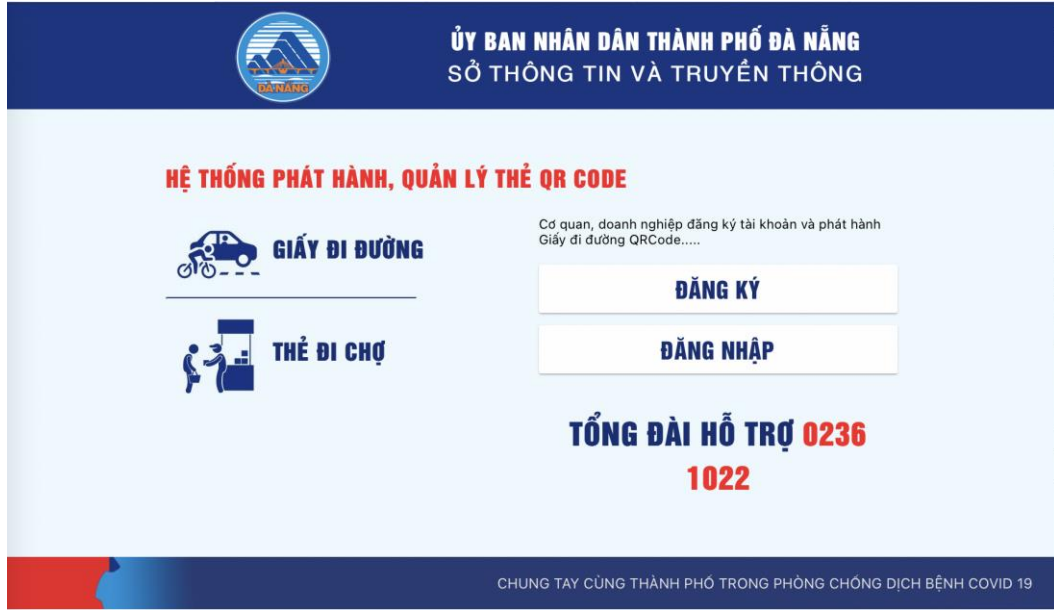 ỦY BAN NHÂN DÂN THÀNH PHỐ ĐÀ NẴNG
SỞ THÔNG TIN VÀ TRUYỀN THÔNG
ĐÀ NẴNG
HỆ THỐNG PHÁT HÀNH, QUẢN LÝ THẺ QR CODE
GIẤY ĐI ĐƯỜNG
THẺ ĐI CHỢ
Cơ quan, doanh nghiệp đăng ký tài khoản và phát hành
Giấy đi đường QRCode.....
ĐĂNG KÝ
ĐĂNG NHẬP
TỔNG ĐÀI HỖ TRỢ 0236
1022
CHUNG TAY CÙNG THÀNH PHỐ TRONG PHÒNG CHỐNG DỊCH BỆNH COVID 19